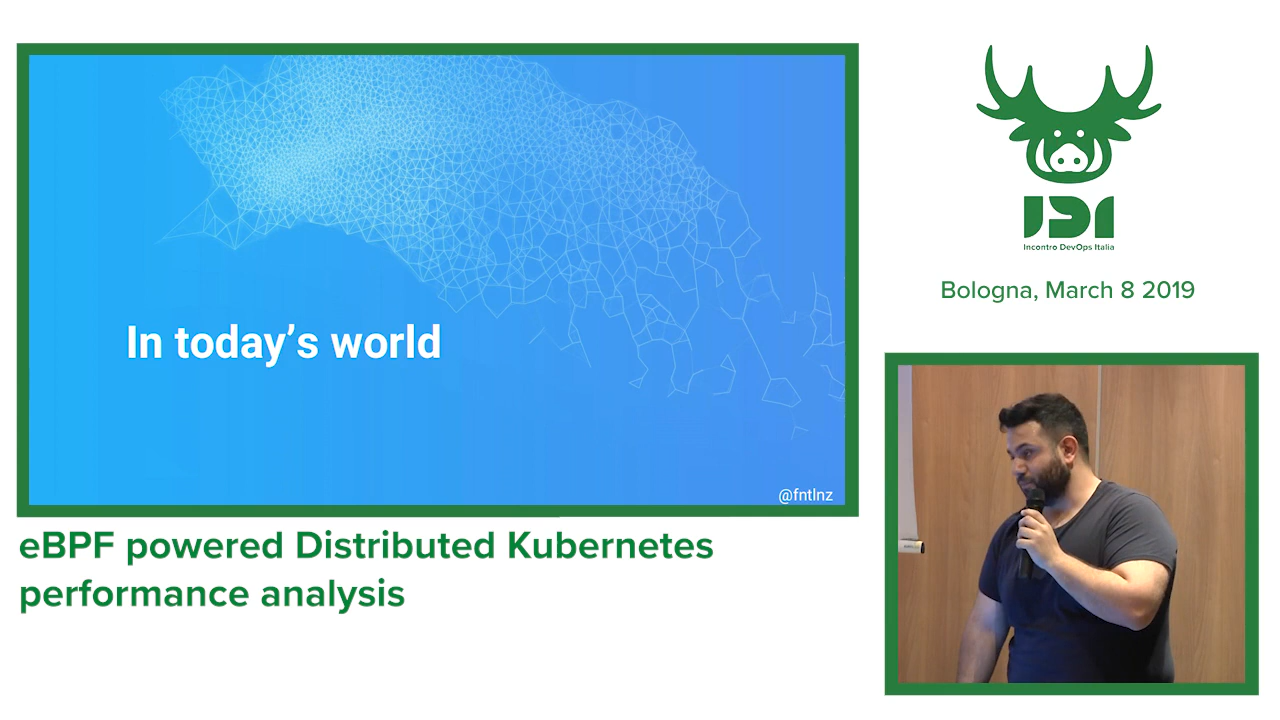 In today’s world
@fntlnz
eBPF powered Distributed Kubernetes
performance analysis
IDI
Incontro DevOps Italia
Bologna, March 8 2019